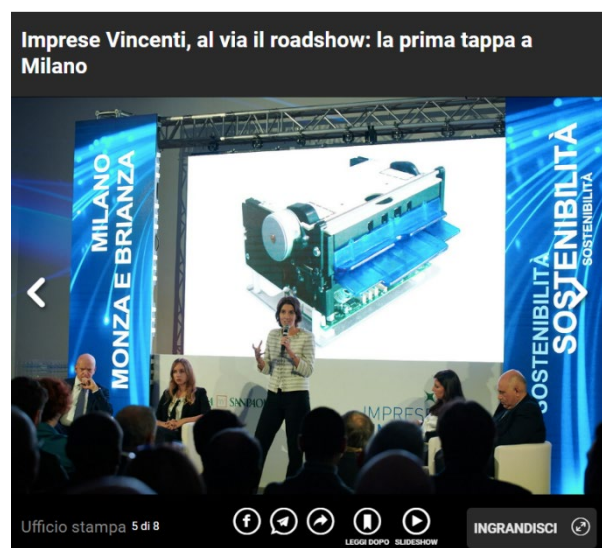 Imprese Vincenti, al via il roadshow: la prima tappa a
Milano
MILANO
MONZA E BRIANZA
SOSTENIBILITÀ
SOSTENIBILITÀ
SOSTENIBILITÀ
IMPRESE
Ufficio stampa 5 di 8
LEGGI DOPO
SLIDESHOW
INGRANDISCI